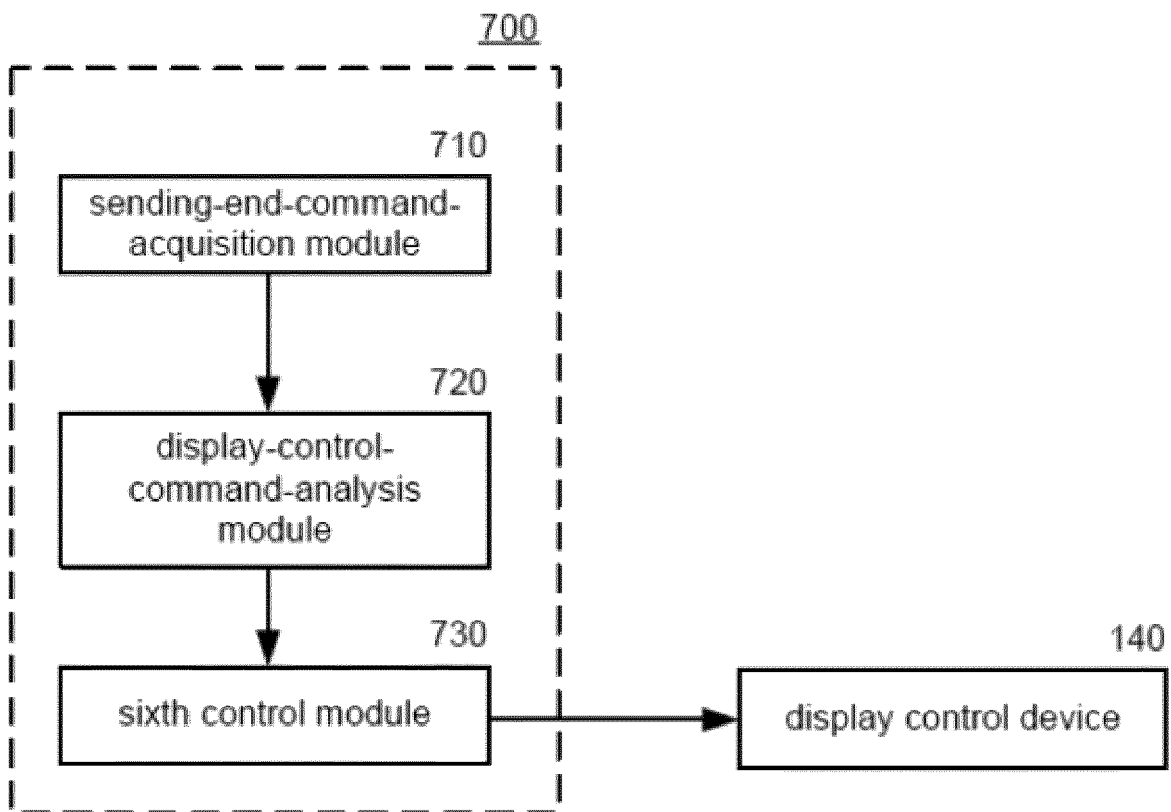 700
710
sending-end-command-
acquisition module
720
display-control-
command-analysis
module
730
sixth control module
140
display control device